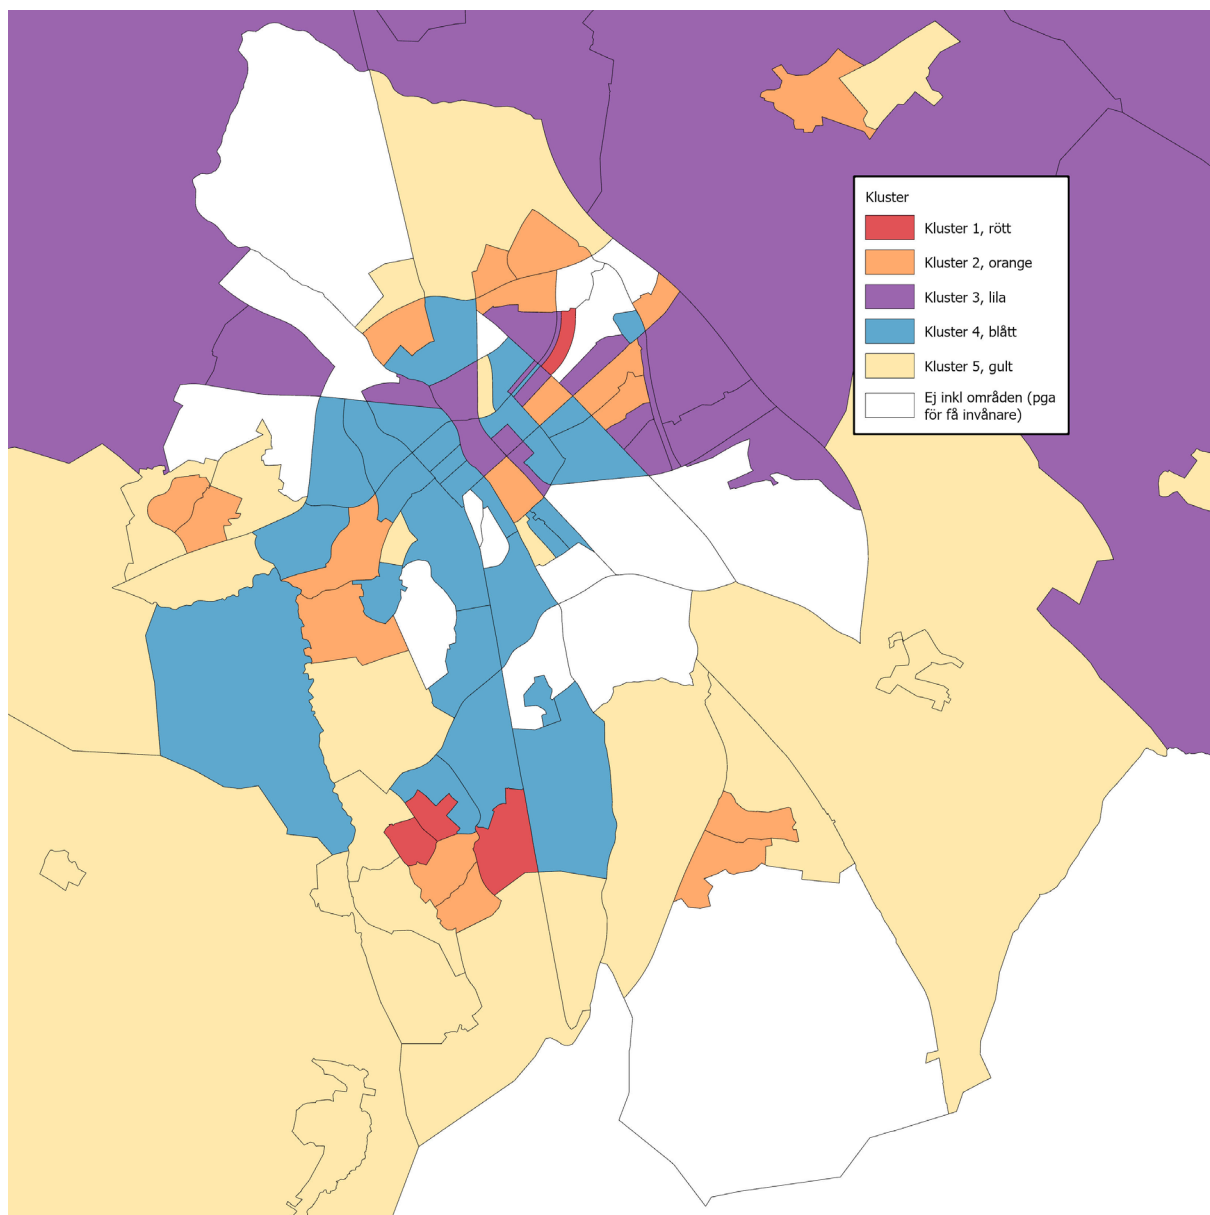 Kluster
Kluster 1, rött
Kluster 2, orange
Kluster 3, lila
Kluster 4, blått
Kluster 5, gult
Ej inkl områden (pga
för få invånare)